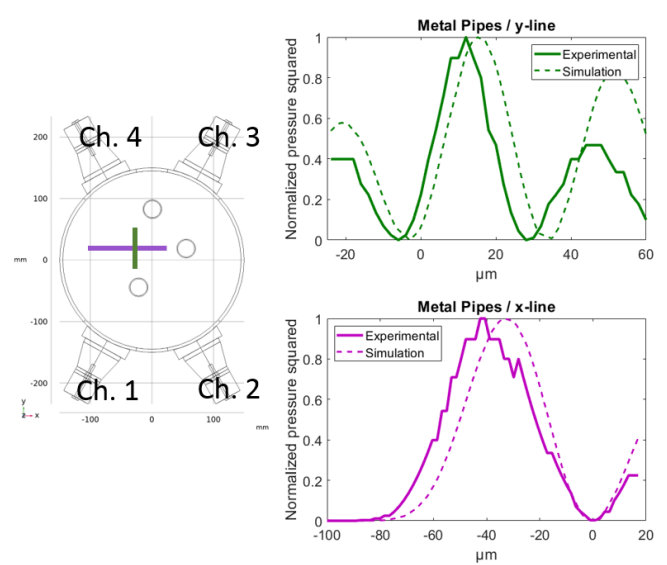 Ch. 4
Ch. 3
200
100
mm
0
-100
-200
Ch. 1
Ch. 2
y
z
x
-100
0
100
mm
Metal Pipes / y-line
Normalized pressure squared
1
0.8
0.6
0.4
0.2
0
Experimental
Simulation
-20
0
20
40
60
µm
Metal Pipes / x-line
Normalized pressure squared
1
0.8
0.6
0.4
0.2
0
Experimental
Simulation
-100
-80
-60
-40
-20
0
20
µm